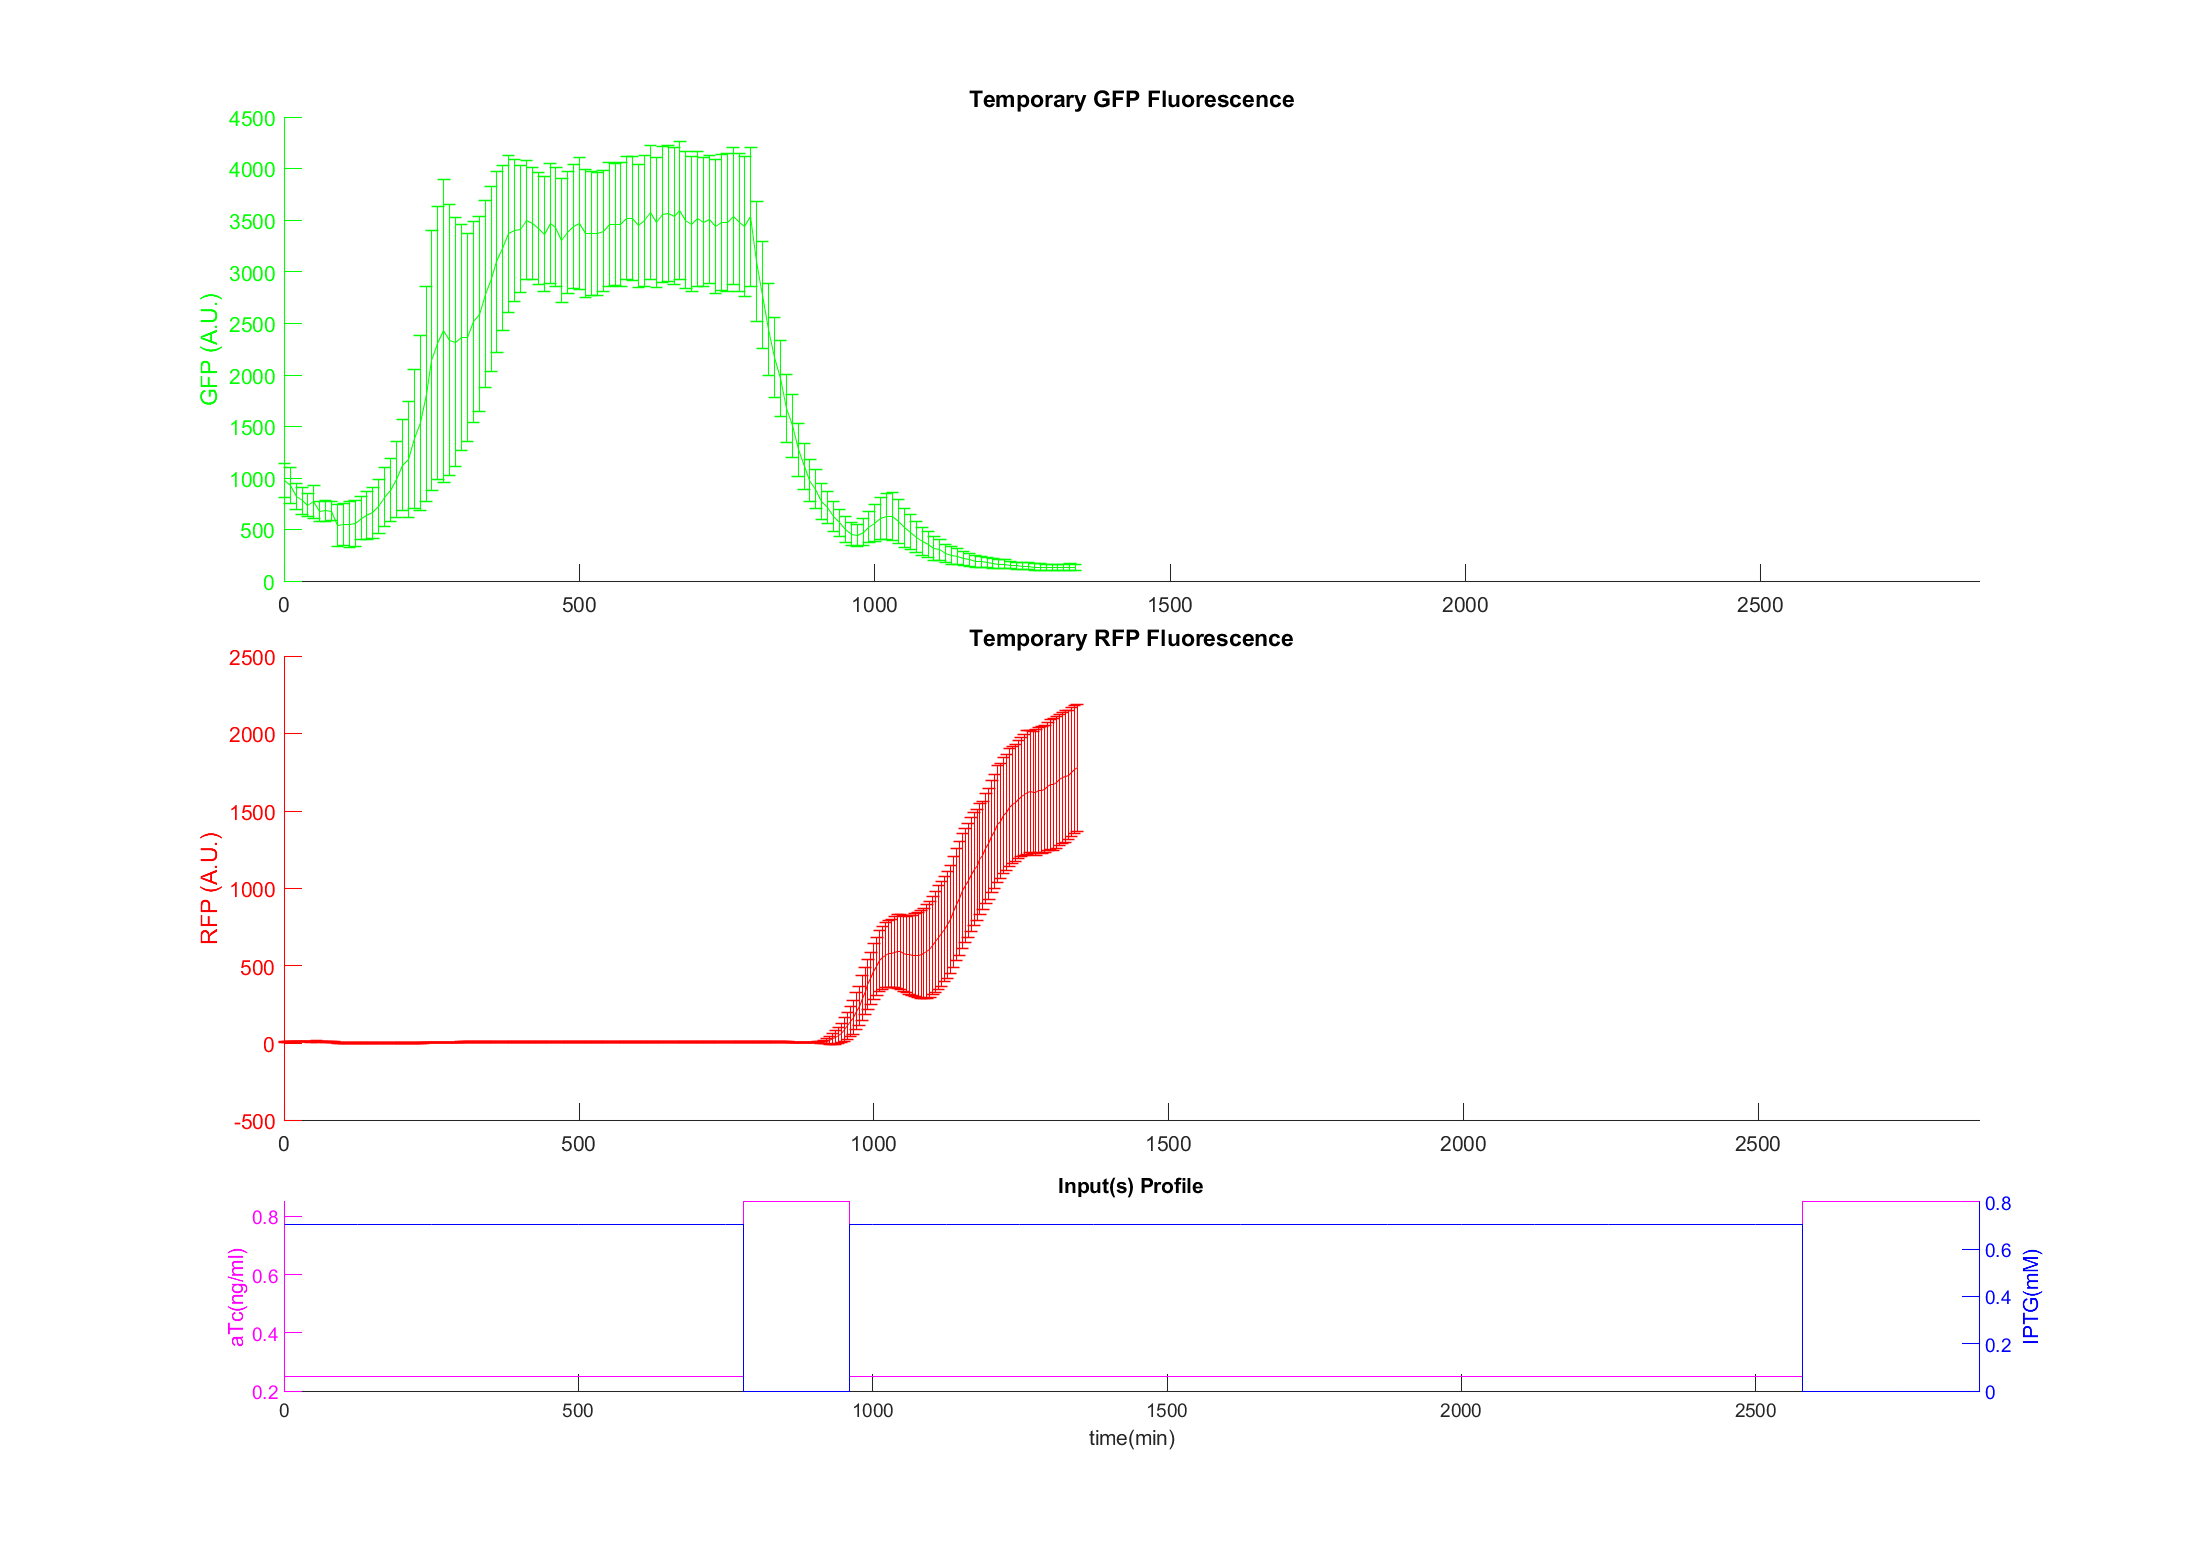 Temporary GFP Fluorescence
4500
4000
3500
3000
2500
2000
1500
1000
500
0
GFP (A.U.)
0 500 1000 1500 2000 2500
Temporary RFP Fluorescence
2500
2000
1500
1000
500
0
-500
RFP (A.U.)
0 500 1000 1500 2000 2500
Input(s) Profile
0.8
0.6
0.4
0.2
aTc(ng/ml)
0.8
0.6
0.4
0.2
0
IPTG(mM)
0 500 1000 1500 2000 2500
time(min)